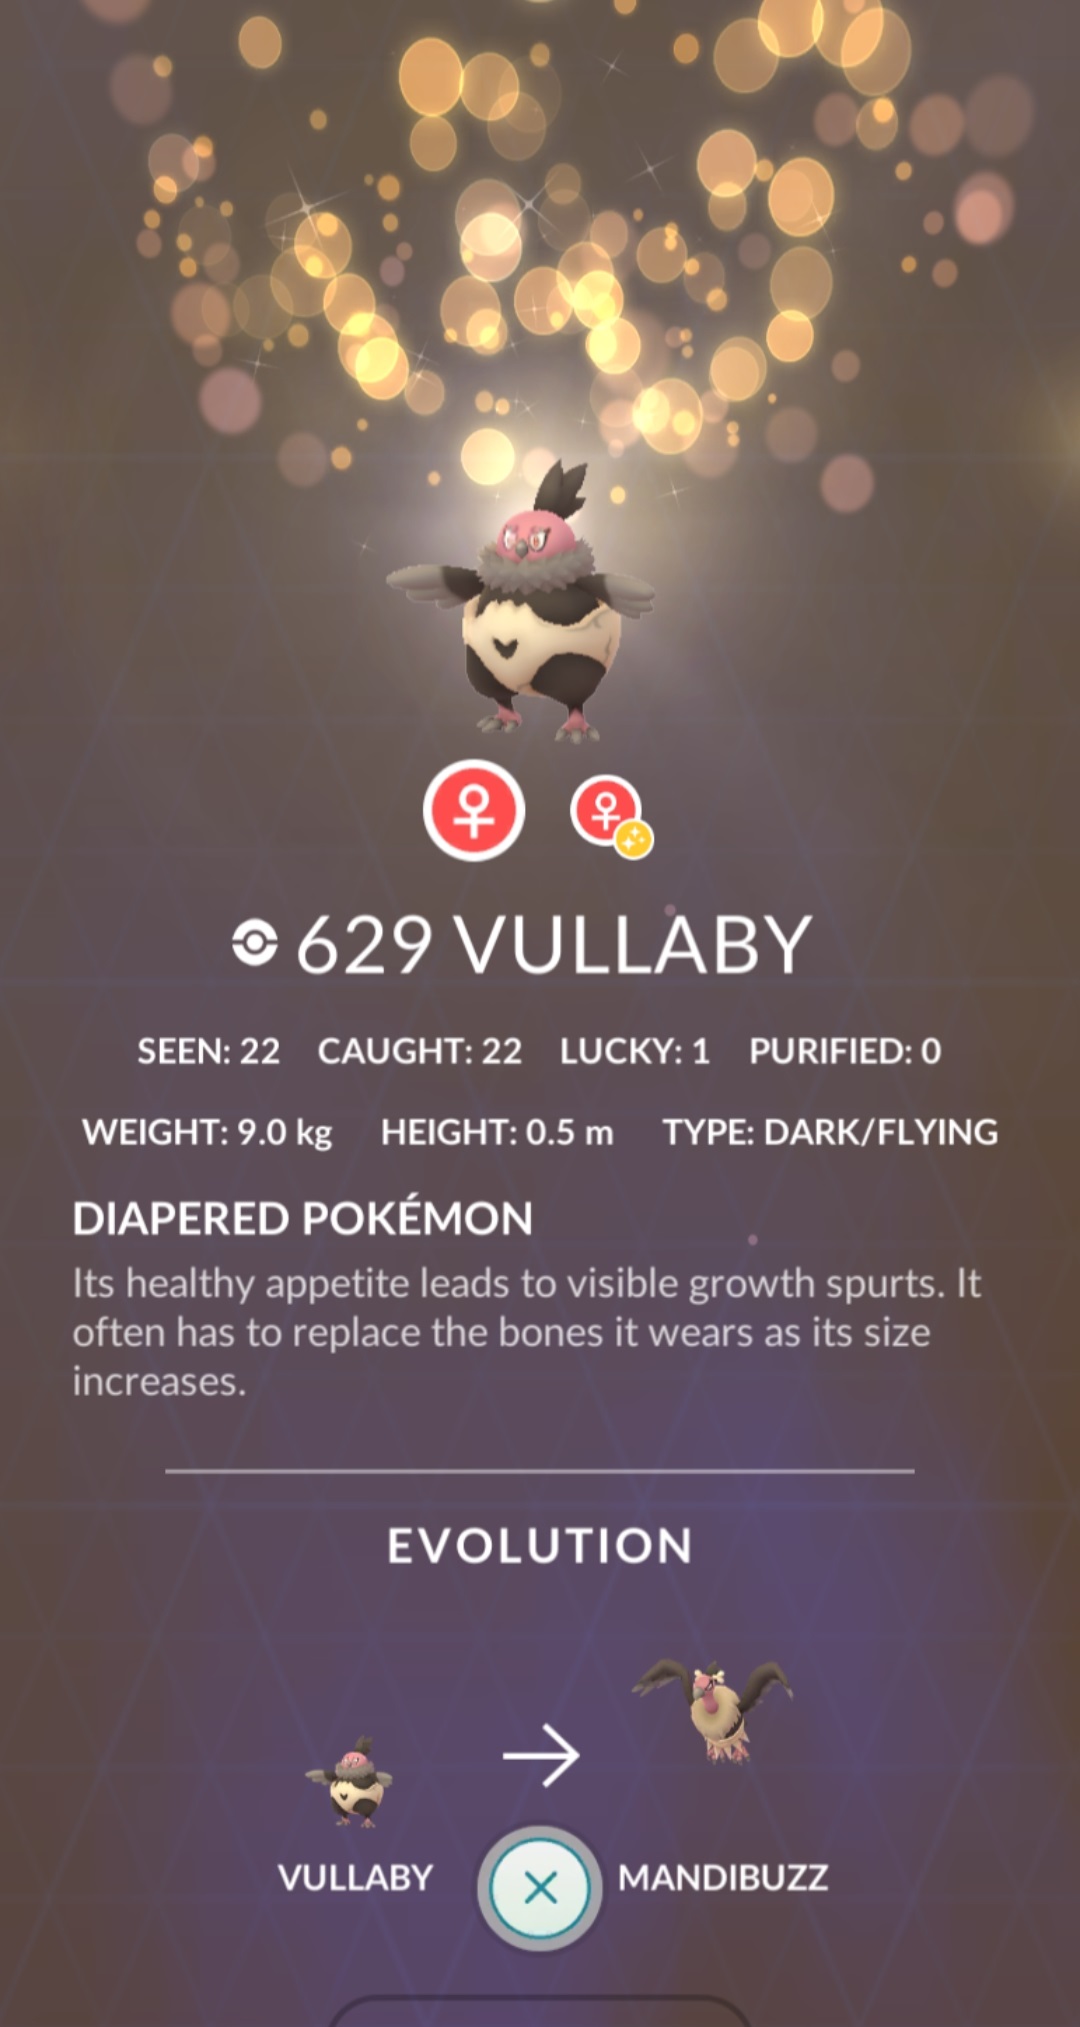 629 VULLABY
SEEN: 22 CAUGHT: 22 LUCKY: 1 PURIFIED: 0
WEIGHT: 9.0 kg HEIGHT: 0.5 m TYPE: DARK/FLYING
DIAPERED POKÉMON
Its healthy appetite leads to visible growth spurts. It
often has to replace the bones it wears as its size
increases.
EVOLUTION
VULLABY MANDIBUZZ